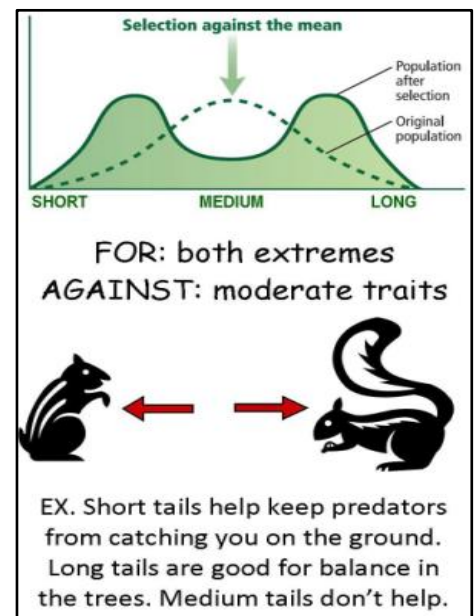 Selection against the mean
Population
after
selection
Original
population
SHORT
MEDIUM
LONG
FOR: both extremes
AGAINST: moderate traits
EX. Short tails help keep predators
from catching you on the ground.
Long tails are good for balance in
the trees. Medium tails don't help.